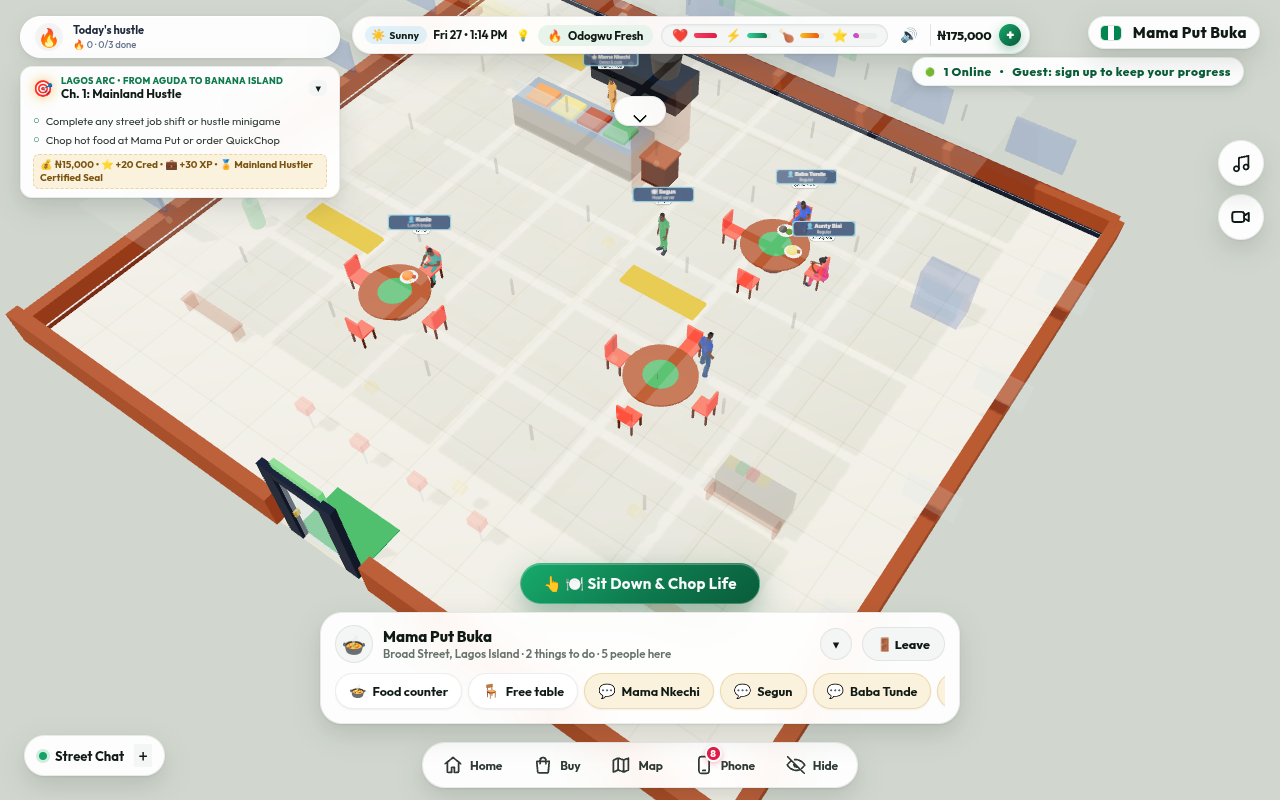 Today's hustle
🔥 0 · 0/3 done
LAGOS ARC • FROM AGUDA TO BANANA ISLAND
Ch. 1: Mainland Hustle
Complete any street job shift or hustle minigame
Chop hot food at Mama Put or order QuickChop
💰 ₦15,000 • ⭐ +20 Cred • 💼 +30 XP • 🏅 Mainland Hustler
Certified Seal
Sunny
Fri 27 • 1:14 PM
Odogwu Fresh
₦175,000
+
Mama Put Buka
1 Online • Guest: sign up to keep your progress
Mama Nkechi
Segun
Baba Tunde
Regular
Aunty Bisi
Regular
Kunle
Sit Down & Chop Life
Mama Put Buka
Broad Street, Lagos Island · 2 things to do · 5 people here
Leave
Food counter
Free table
Mama Nkechi
Segun
Baba Tunde
Street Chat +
Home
Buy
Map
8
Phone
Hide